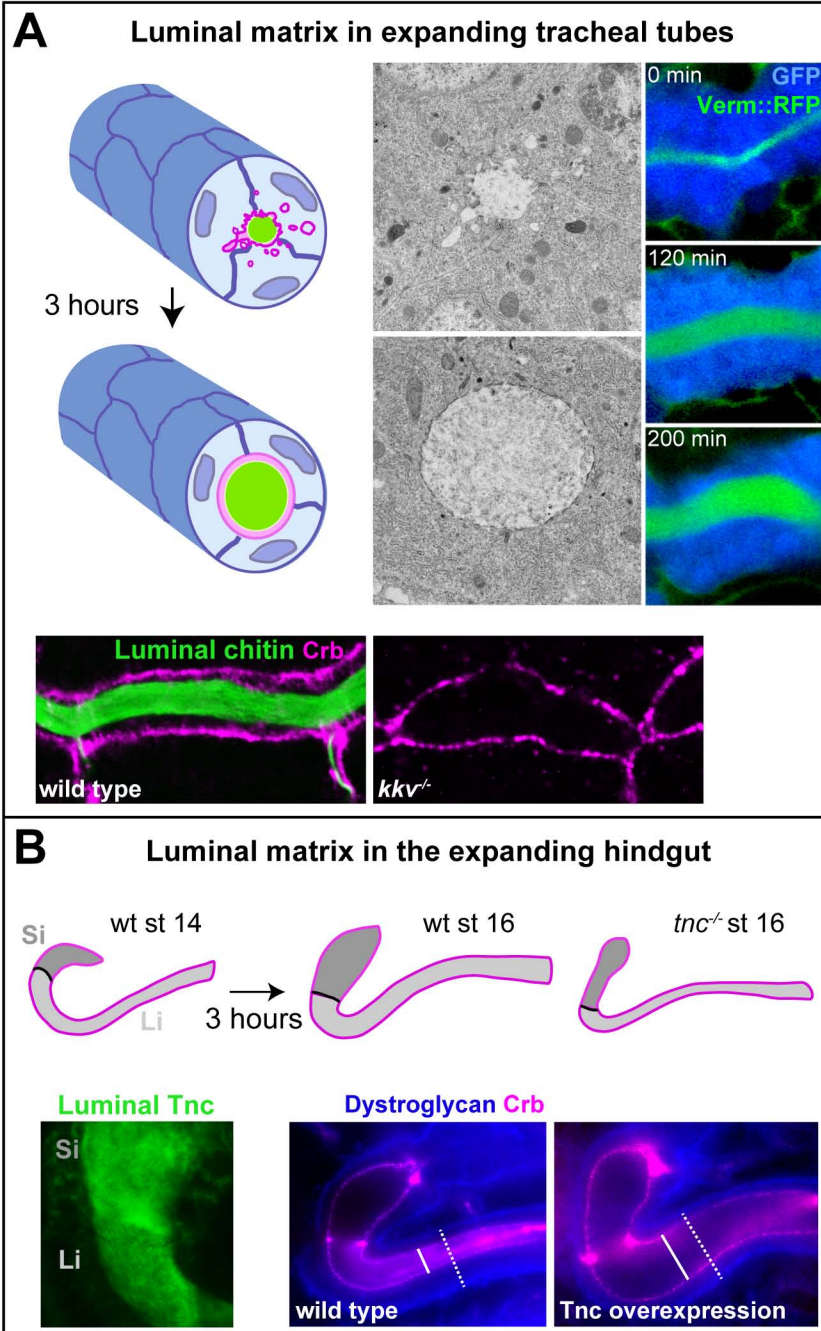 A
Luminal matrix in expanding tracheal tubes
3 hours
0 min
GFP
Verm::RFP
120 min
200 min
Luminal chitin Crb
wild type
kkv-/-
B
Luminal matrix in the expanding hindgut
Si
wt st 14
Li
3 hours
wt st 16
tnc-/- st 16
Luminal Tnc
Si
Li
Dystroglycan Crb
wild type
Tnc overexpression